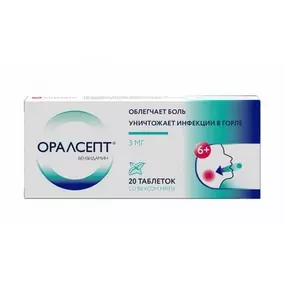 ОБЛЕГЧАЕТ БОЛЬ
УНИЧТОЖАЕТ ИНФЕКЦИИ В ГОРЛЕ
3 МГ
ОРАЛСЕПТ®
БЕНЗИДАМИН
6+
20 ТАБЛЕТОК
СО ВКУСОМ МЯТЫ